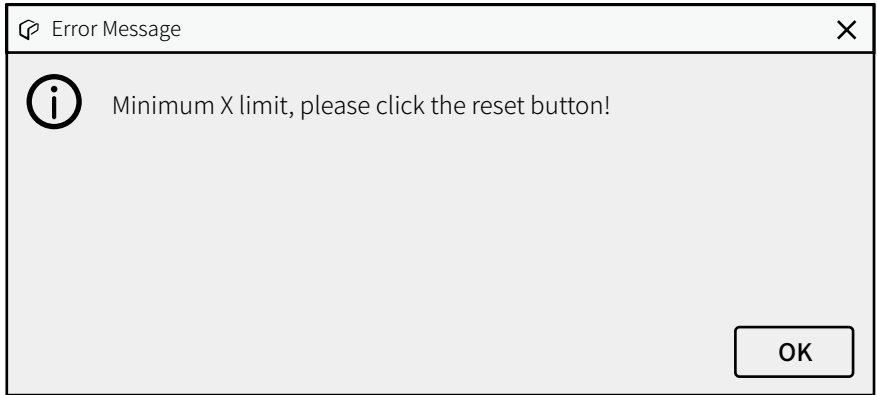 Error Message
Minimum X limit, please click the reset button!
OK